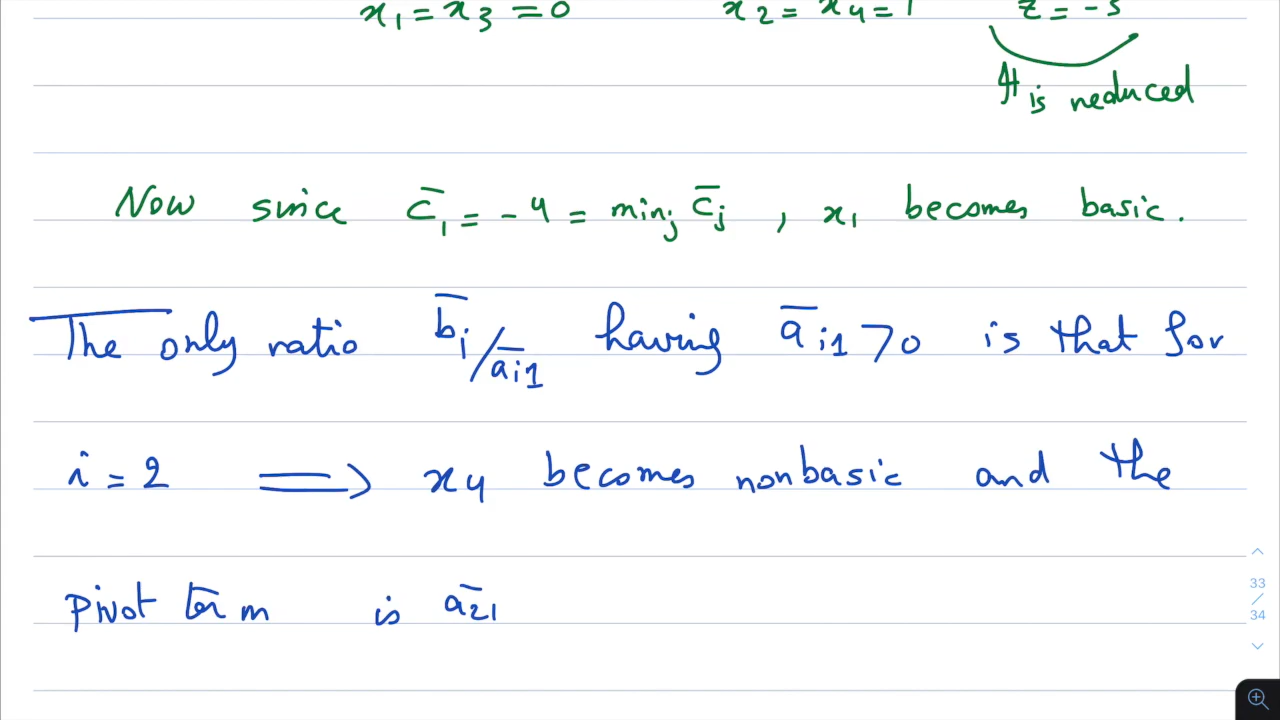 x₁ = x₃ = 0 x₂ = x₄ = 1 z = -3
It is reduced
Now since c̄₁ = -4 = minⱼ c̄ⱼ , x₁ becomes basic.
The only ratio b̄ᵢ/āᵢ₁ having āᵢ₁ > 0 is that for
i = 2 ⟹ x₄ becomes nonbasic and the
pivot term is ā₂₁
33
/
34